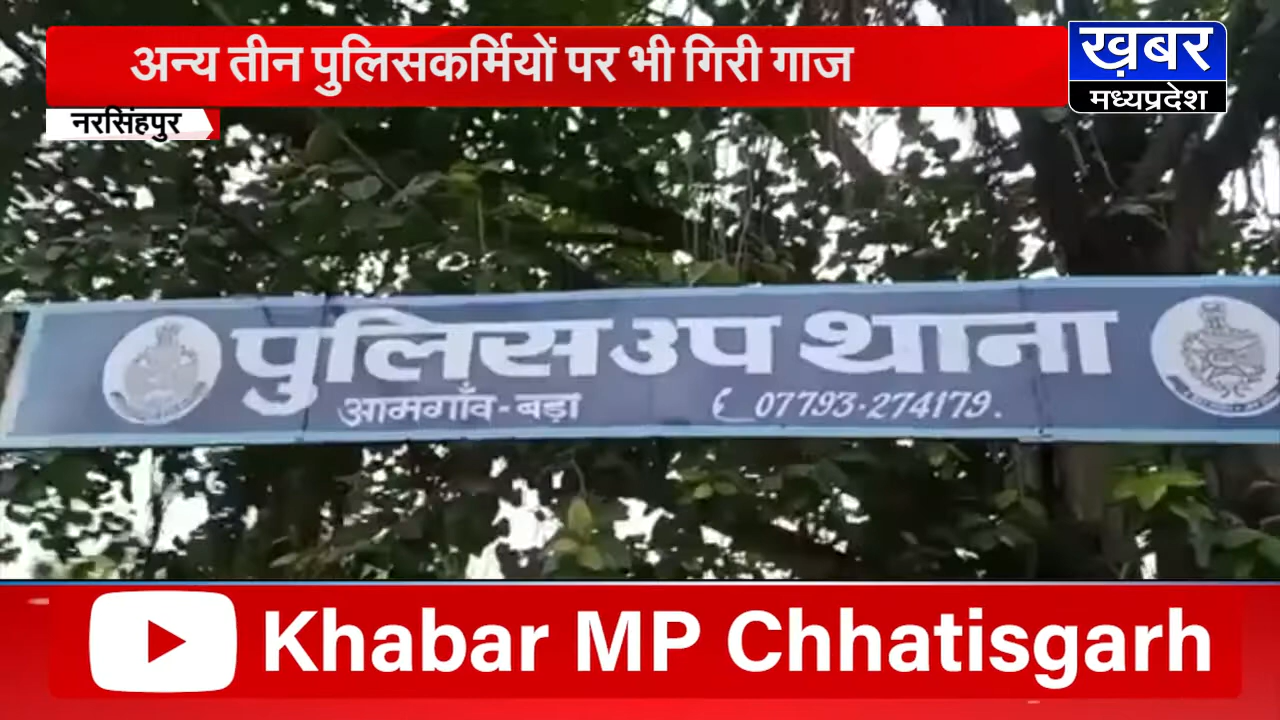 अन्य तीन पुलिसकर्मियों पर भी गिरी गाज
ख़बर
मध्यप्रदेश
नरसिंहपुर
पुलिस उप थाना
आमगाँव - बड़ा 07793-274179.
Khabar MP Chhatisgarh